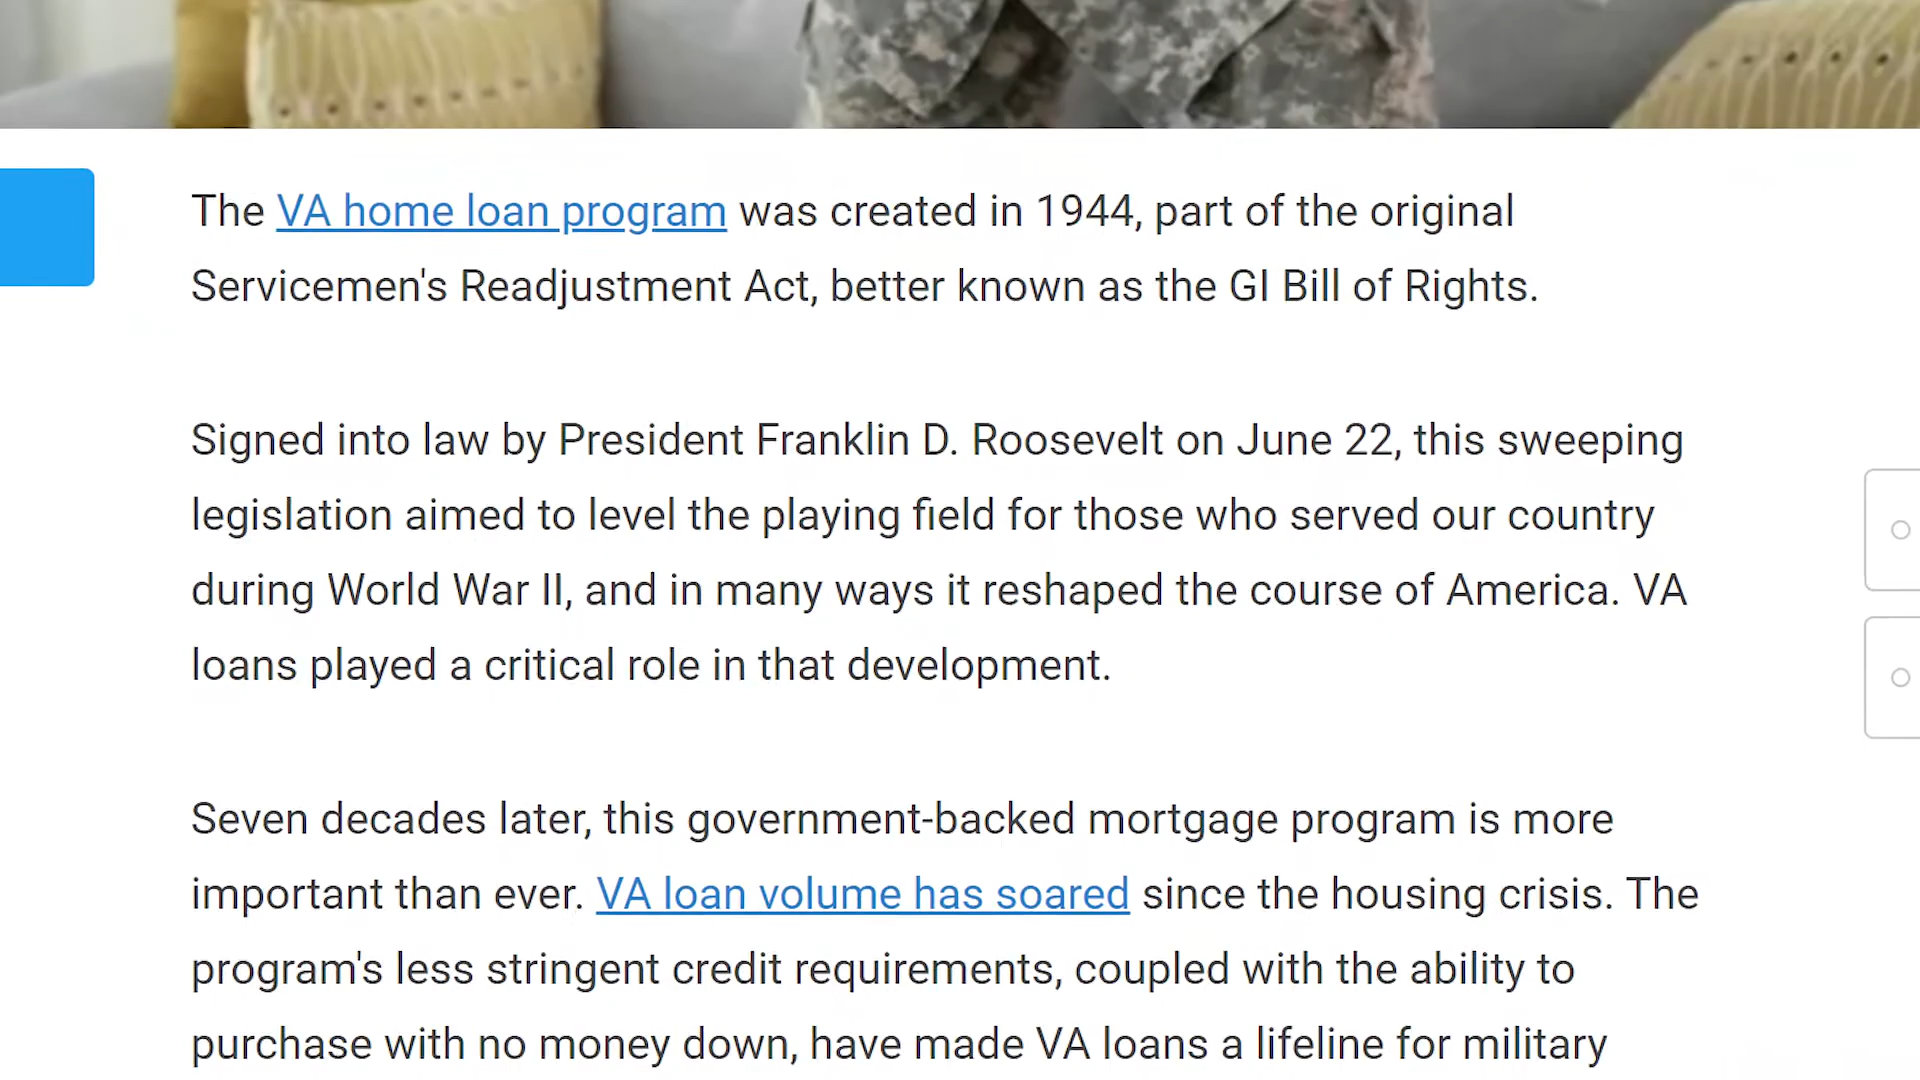 The VA home loan program was created in 1944, part of the original
Servicemen's Readjustment Act, better known as the GI Bill of Rights.
Signed into law by President Franklin D. Roosevelt on June 22, this sweeping
legislation aimed to level the playing field for those who served our country
during World War II, and in many ways it reshaped the course of America. VA
loans played a critical role in that development.
Seven decades later, this government-backed mortgage program is more
important than ever. VA loan volume has soared since the housing crisis. The
program's less stringent credit requirements, coupled with the ability to
purchase with no money down, have made VA loans a lifeline for military